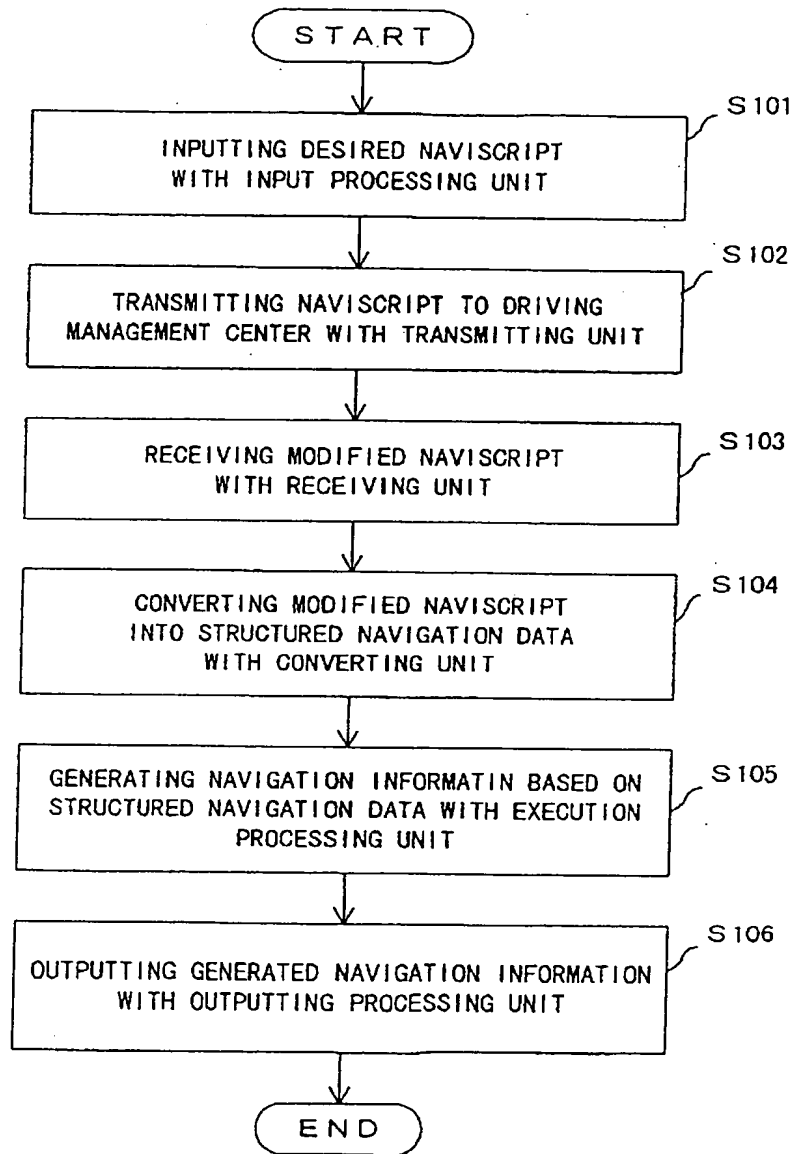 START
S101
INPUTTING DESIRED NAVISCRIPT
WITH INPUT PROCESSING UNIT
S102
TRANSMITTING NAVISCRIPT TO DRIVING
MANAGEMENT CENTER WITH TRANSMITTING UNIT
S103
RECEIVING MODIFIED NAVISCRIPT
WITH RECEIVING UNIT
S104
CONVERTING MODIFIED NAVISCRIPT
INTO STRUCTURED NAVIGATION DATA
WITH CONVERTING UNIT
S105
GENERATING NAVIGATION INFORMATIN BASED ON
STRUCTURED NAVIGATION DATA WITH EXECUTION
PROCESSING UNIT
S106
OUTPUTTING GENERATED NAVIGATION INFORMATION
WITH OUTPUTTING PROCESSING UNIT
END